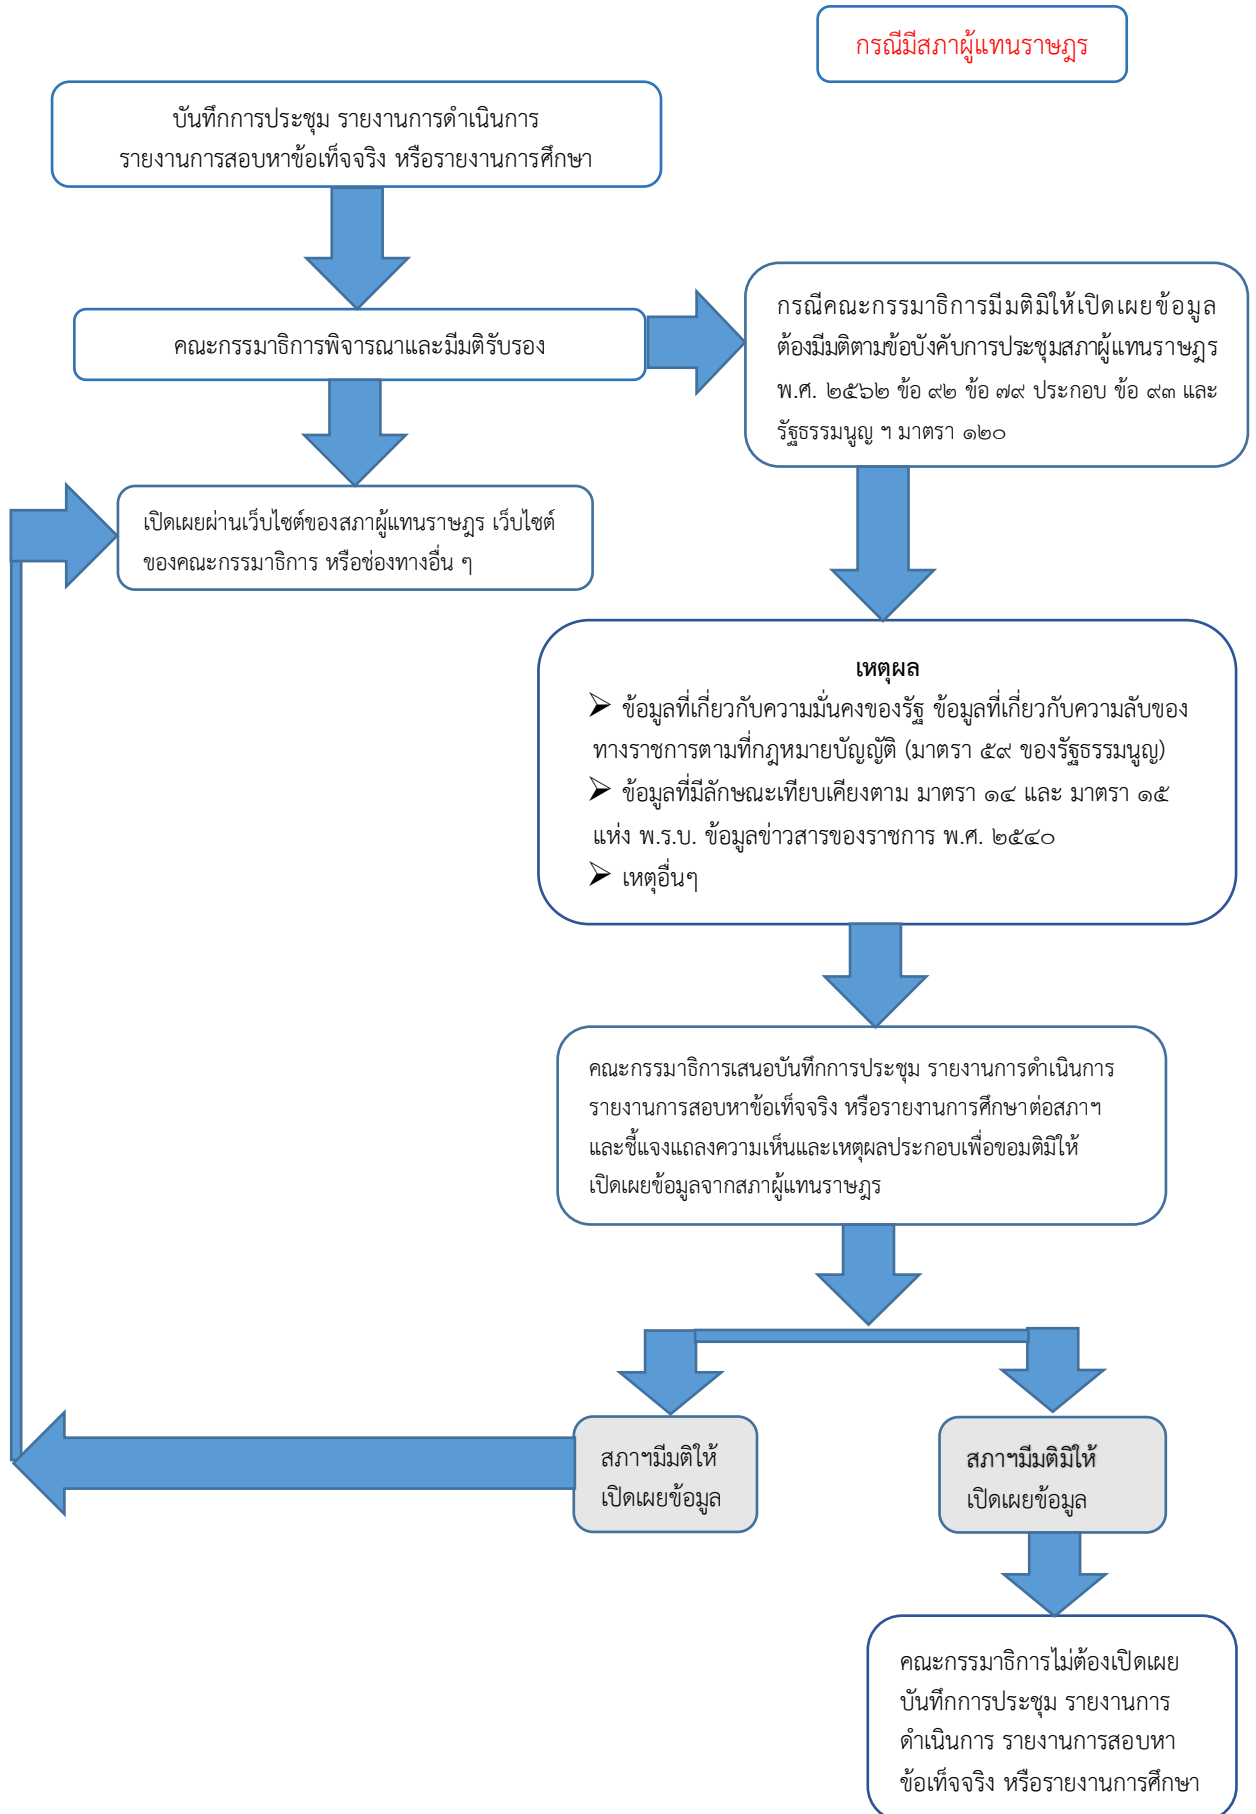 กรณีมีสภาผู้แทนราษฎร
บันทึกการประชุม รายงานการดำเนินการ
รายงานการสอบหาข้อเท็จจริง หรือรายงานการศึกษา
คณะกรรมาธิการพิจารณาและมีมติรับรอง
กรณีคณะกรรมาธิการมีมติมิให้เปิดเผยข้อมูล
ต้องมีมติตามข้อบังคับการประชุมสภาผู้แทนราษฎร
พ.ศ. ๒๕๖๒ ข้อ ๙๒ ข้อ ๗๙ ประกอบ ข้อ ๙๓ และ
รัฐธรรมนูญ ฯ มาตรา ๑๒๐
เปิดเผยผ่านเว็บไซต์ของสภาผู้แทนราษฎร เว็บไซต์
ของคณะกรรมาธิการ หรือช่องทางอื่น ๆ
เหตุผล
➢ ข้อมูลที่เกี่ยวกับความมั่นคงของรัฐ ข้อมูลที่เกี่ยวกับความลับของ
ทางราชการตามที่กฎหมายบัญญัติ (มาตรา ๕๙ ของรัฐธรรมนูญ)
➢ ข้อมูลที่มีลักษณะเทียบเคียงตาม มาตรา ๑๔ และ มาตรา ๑๕
แห่ง พ.ร.บ. ข้อมูลข่าวสารของราชการ พ.ศ. ๒๕๔๐
➢ เหตุอื่นๆ
คณะกรรมาธิการเสนอบันทึกการประชุม รายงานการดำเนินการ
รายงานการสอบหาข้อเท็จจริง หรือรายงานการศึกษาต่อสภาฯ
และชี้แจงแถลงความเห็นและเหตุผลประกอบเพื่อขอมติมิให้
เปิดเผยข้อมูลจากสภาผู้แทนราษฎร
สภาฯมีมติให้
เปิดเผยข้อมูล
สภาฯมีมติมิให้
เปิดเผยข้อมูล
คณะกรรมาธิการไม่ต้องเปิดเผย
บันทึกการประชุม รายงานการ
ดำเนินการ รายงานการสอบหา
ข้อเท็จจริง หรือรายงานการศึกษา